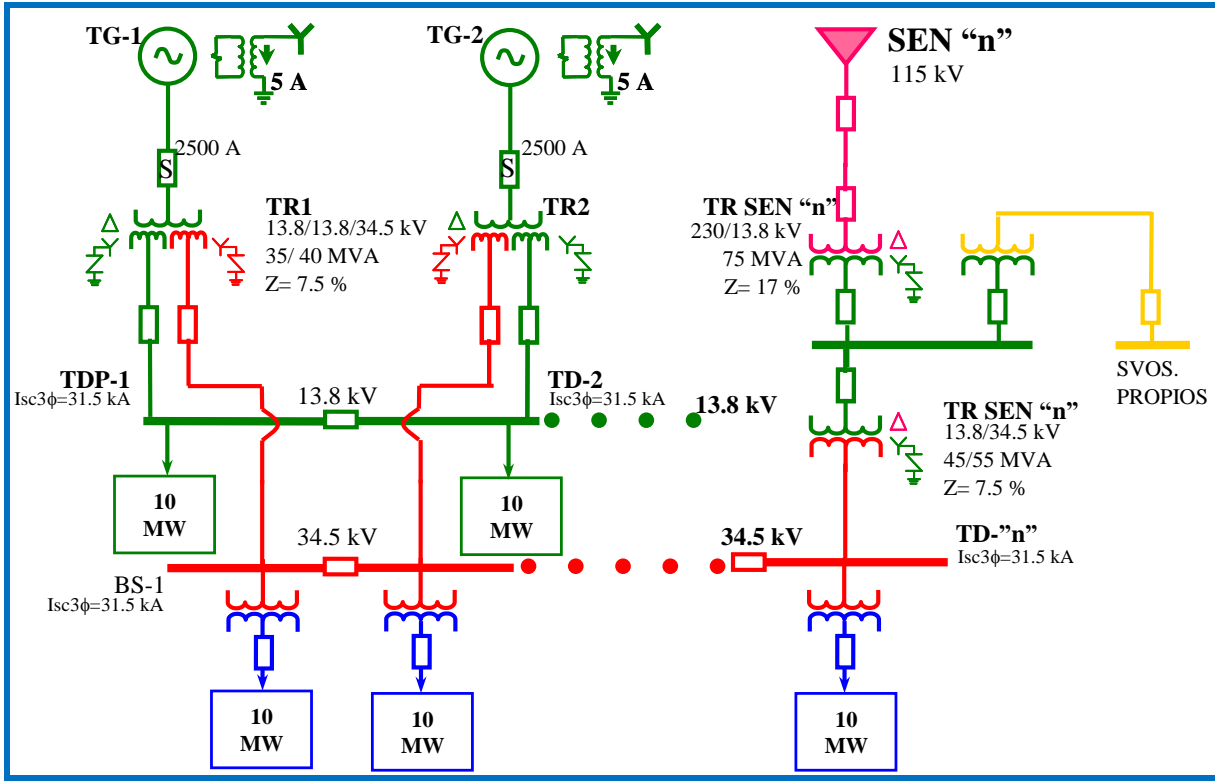 TG-1
5 A
2500 A
S
TG-2
5 A
2500 A
S
SEN “n”
115 kV
TR1
13.8/13.8/34.5 kV
35/ 40 MVA
Z= 7.5 %
Δ
TR2
Δ
TR SEN “n”
230/13.8 kV
75 MVA
Z= 17 %
Δ
SVOS.
PROPIOS
TDP-1
Isc3ϕ=31.5 kA
13.8 kV
TD-2
Isc3ϕ=31.5 kA
13.8 kV
TR SEN “n”
13.8/34.5 kV
45/55 MVA
Z= 7.5 %
Δ
10
MW
10
MW
34.5 kV
34.5 kV
TD-”n”
Isc3ϕ=31.5 kA
BS-1
Isc3ϕ=31.5 kA
10
MW
10
MW
10
MW